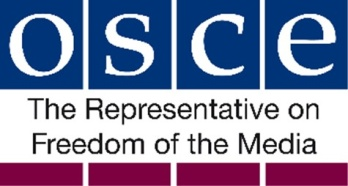 osce
The Representative on
Freedom of the Media